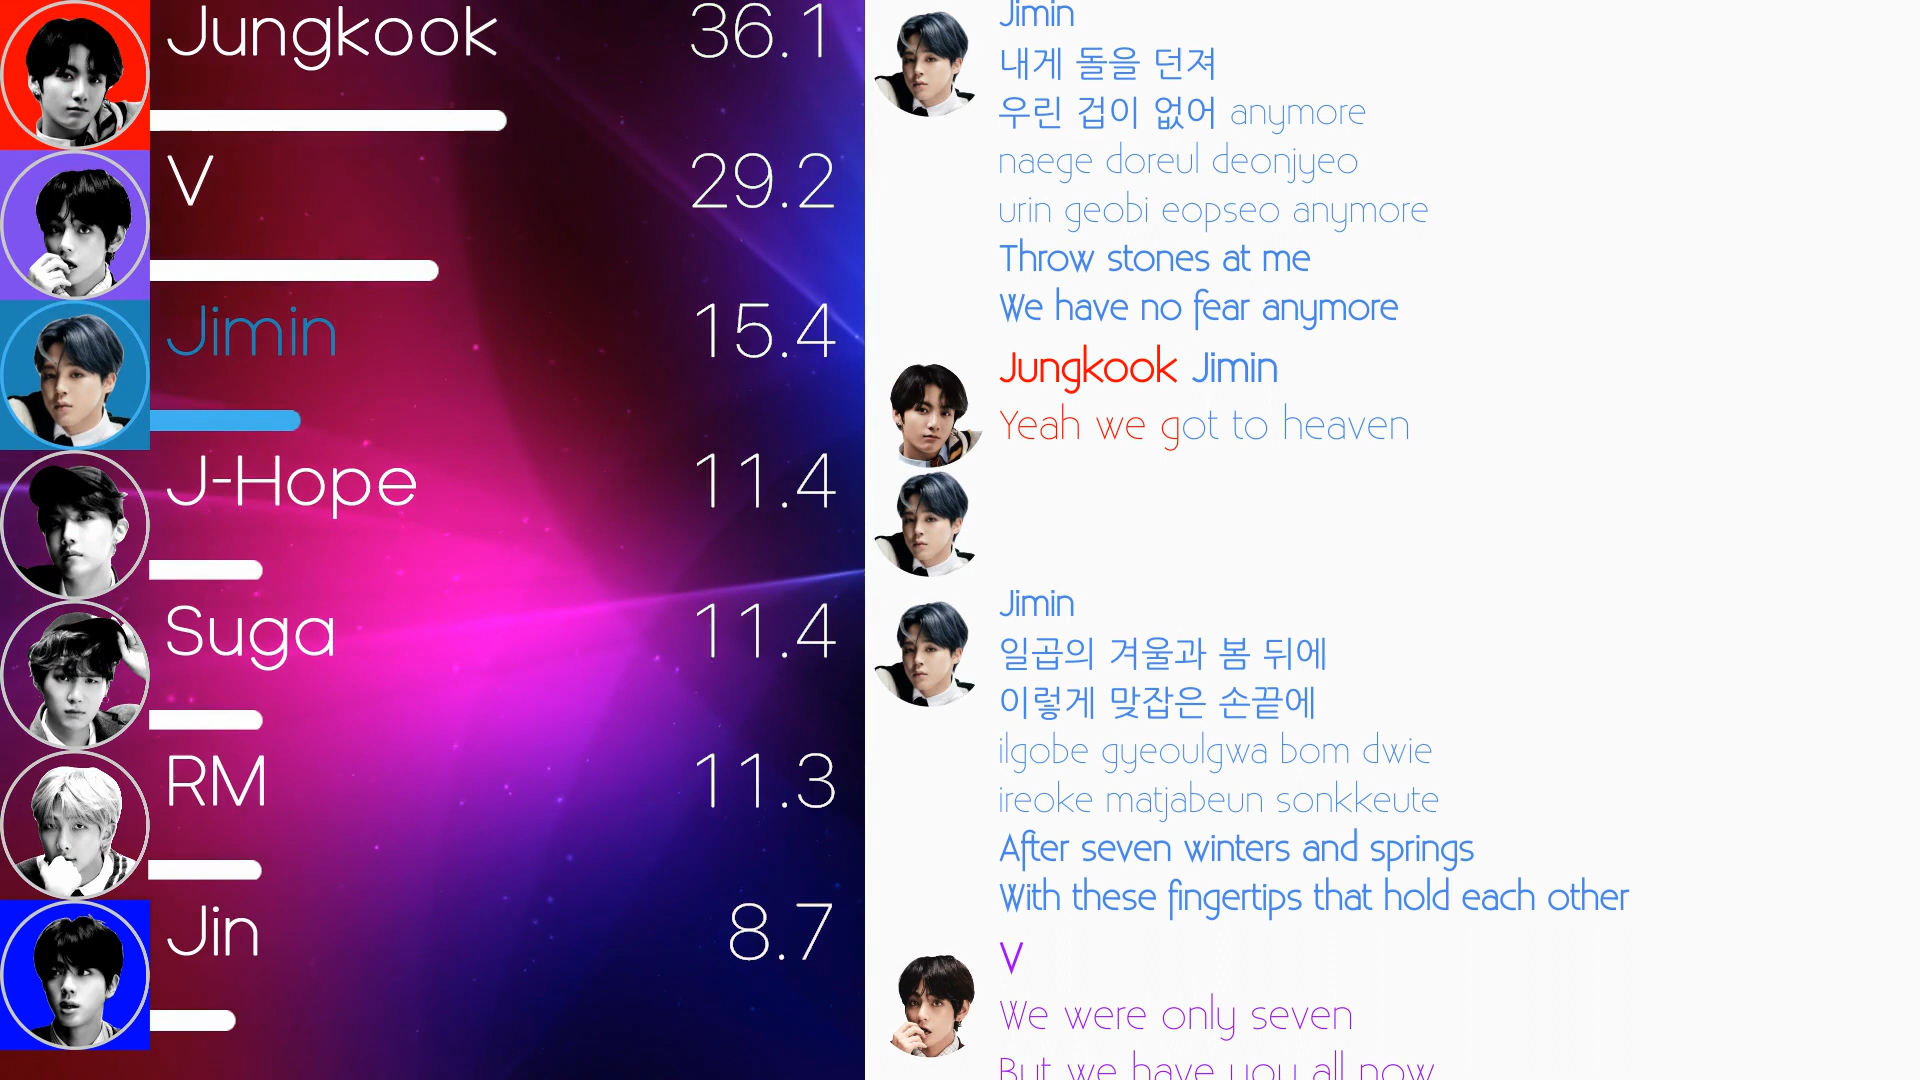 Jungkook 36.1
V 29.2
Jimin 15.4
J-Hope 11.4
Suga 11.4
RM 11.3
Jin 8.7
Jimin
내게 돌을 던져
우린 겁이 없어 anymore
naege doreul deonjyeo
urin geobi eopseo anymore
Throw stones at me
We have no fear anymore
Jungkook Jimin
Yeah we got to heaven
Jimin
일곱의 겨울과 봄 뒤에
이렇게 맞잡은 손끝에
ilgobe gyeoulgwa bom dwie
ireoke matjabeun sonkkeute
After seven winters and springs
With these fingertips that hold each other
V
We were only seven
But we have you all now